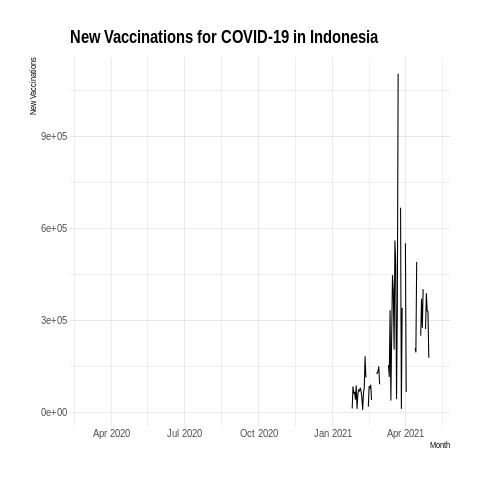 New Vaccinations for COVID-19 in Indonesia
New Vaccinations
9e+05
6e+05
3e+05
0e+00
Apr 2020 Jul 2020 Oct 2020 Jan 2021 Apr 2021
Month